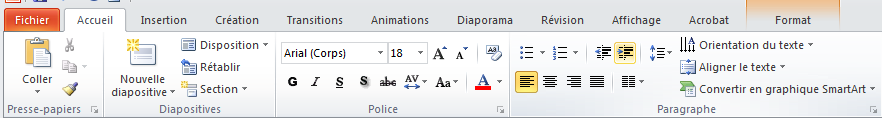 Fichier Accueil Insertion Création Transitions Animations Diaporama Révision Affichage Acrobat Format
Coller
Presse-papiers
Nouvelle
diapositive
Disposition
Rétablir
Section
Diapositives
Arial (Corps) 18 A A Aa
G I S S abc AV Aa A
Police
Orientation du texte
Aligner le texte
Convertir en graphique SmartArt
Paragraphe